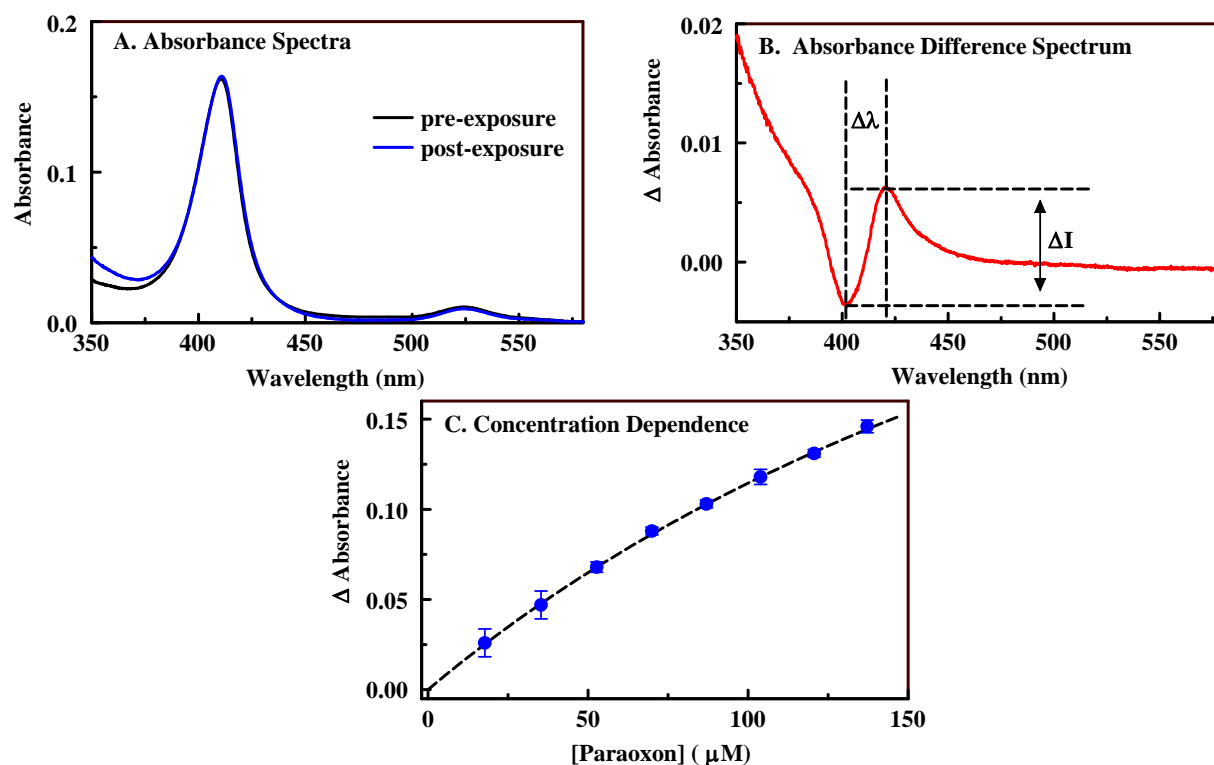 A. Absorbance Spectra
Absorbance
0.2
0.1
0.0
pre-exposure
post-exposure
350 400 450 500 550
Wavelength (nm)
B. Absorbance Difference Spectrum
Δ Absorbance
0.02
0.01
0.00
Δλ
ΔI
350 400 450 500 550
Wavelength (nm)
C. Concentration Dependence
Δ Absorbance
0.15
0.10
0.05
0.00
0 50 100 150
[Paraoxon] ( μM)